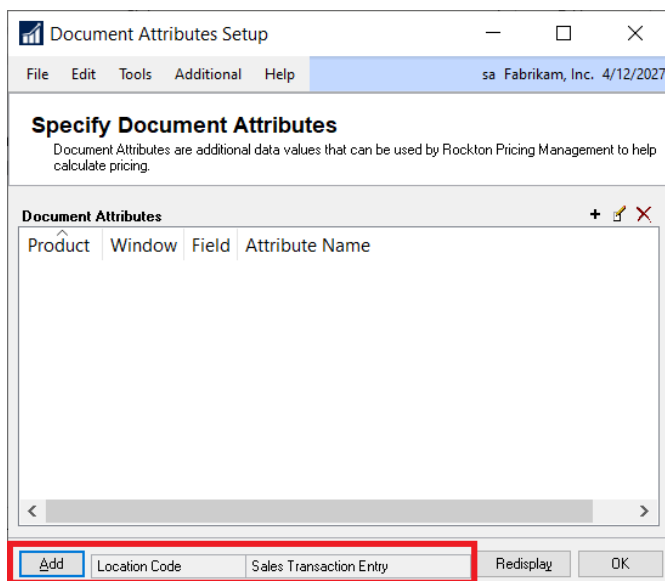 Document Attributes Setup
File Edit Tools Additional Help sa Fabrikam, Inc. 4/12/2027
Specify Document Attributes
Document Attributes are additional data values that can be used by Rockton Pricing Management to help
calculate pricing.
Document Attributes
Product Window Field Attribute Name
Add Location Code Sales Transaction Entry Redisplay OK